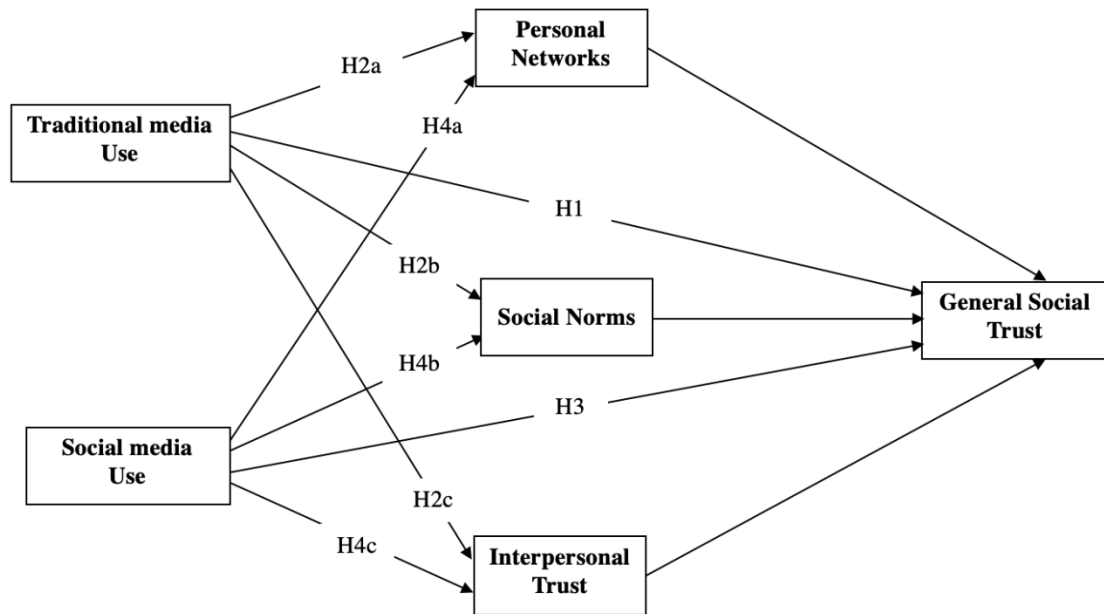 Personal
Networks
H2a
Traditional media
Use
H4a
H1
H2b
General Social
Trust
Social Norms
H4b
H3
Social media
Use
H2c
H4c
Interpersonal
Trust